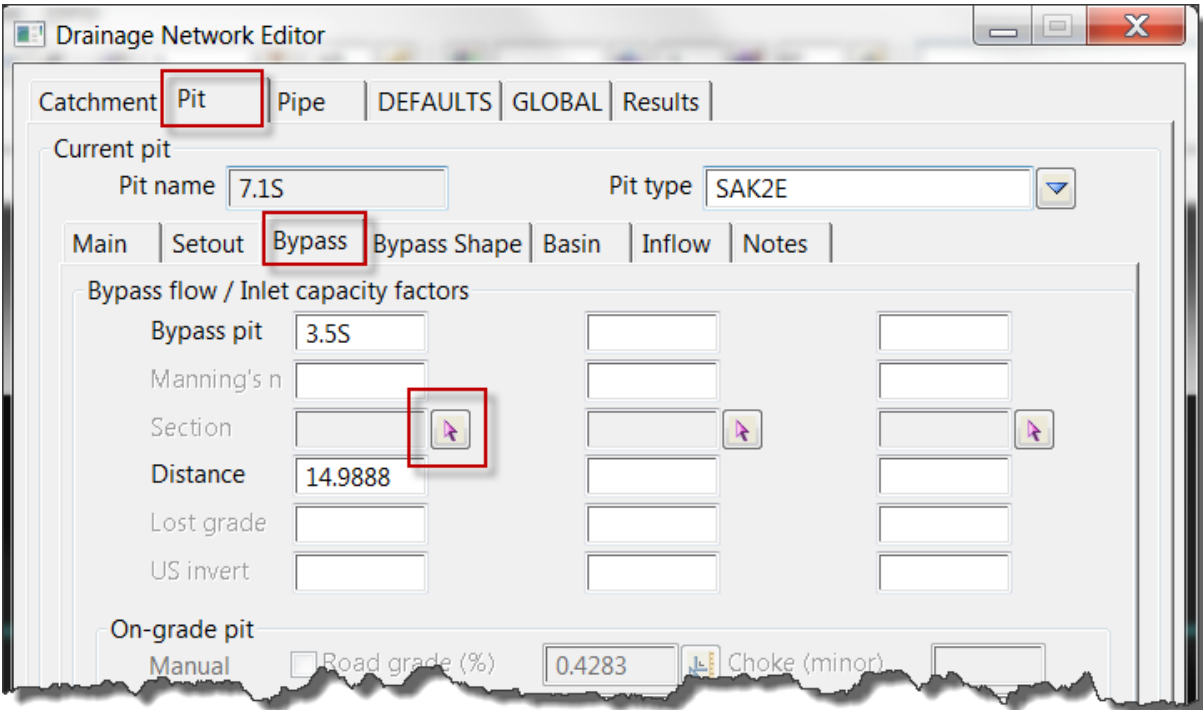 Drainage Network Editor
Catchment Pit Pipe DEFAULTS GLOBAL Results
Current pit
Pit name 7.1S Pit type SAK2E
Main Setout Bypass Bypass Shape Basin Inflow Notes
Bypass flow / Inlet capacity factors
Bypass pit 3.5S
Manning's n
Section
Distance 14.9888
Lost grade
US invert
On-grade pit
Manual Road grade (%) 0.4283 Choke (minor)